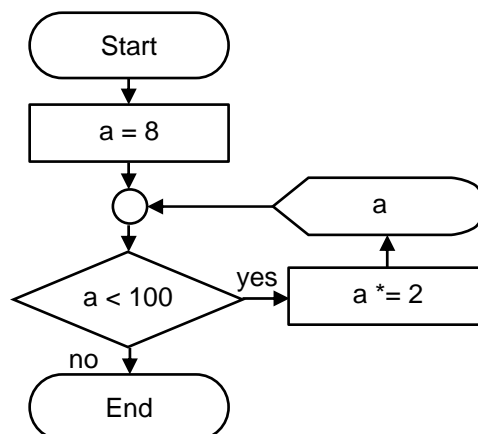 Start
a = 8
a
a < 100
yes
a *= 2
no
End